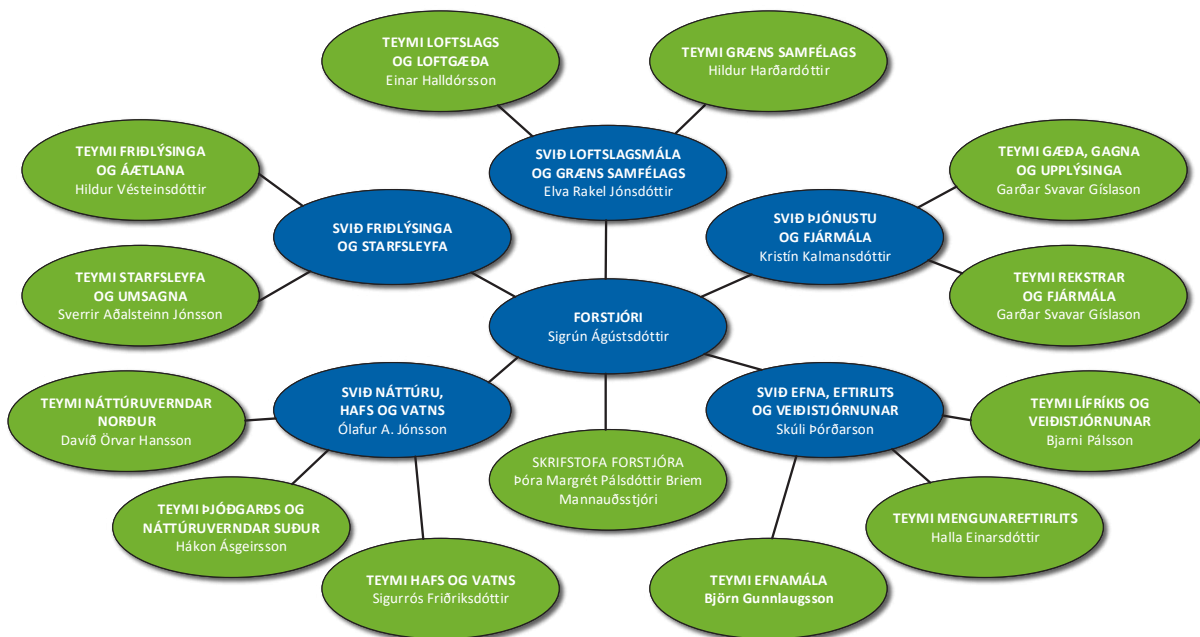 TEYMI LOFTSLAGS
OG LOFTGÆÐA
Einar Halldórsson
TEYMI GRÆNS SAMFÉLAGS
Hildur Harðardóttir
TEYMI FRIÐLÝSINGA
OG ÁÆTLANA
Hildur Vésteinsdóttir
SVIÐ LOFTSLAGSMÁLA
OG GRÆNS SAMFÉLAGS
Elva Rakel Jónsdóttir
TEYMI GÆÐA, GAGNA
OG UPPLÝSINGA
Garðar Svavar Gíslason
SVIÐ FRIÐLÝSINGA
OG STARFSLEYFA
SVIÐ ÞJÓNUSTU
OG FJÁRMÁLA
Kristín Kalmansdóttir
TEYMI STARFSLEYFA
OG UMSAGNA
Sverrir Aðalsteinn Jónsson
TEYMI REKSTRAR
OG FJÁRMÁLA
Garðar Svavar Gíslason
FORSTJÓRI
Sigrún Ágústsdóttir
SVIÐ NÁTTÚRU,
HAFS OG VATNS
Ólafur A. Jónsson
SVIÐ EFNA, EFTIRLITS
OG VEIÐISTJÓRNUNAR
Skúli Þórðarson
TEYMI NÁTTÚRUVERNDAR
NORÐUR
Davíð Örvar Hansson
TEYMI LÍFRÍKIS OG
VEIÐISTJÓRNUNAR
Bjarni Pálsson
SKRIFSTOFA FORSTJÓRA
Þóra Margrét Pálsdóttir Briem
Mannauðsstjóri
TEYMI ÞJÓÐGARÐS OG
NÁTTÚRUVERNDAR SUÐUR
Hákon Ásgeirsson
TEYMI MENGUNAREFTIRLITS
Halla Einarsdóttir
TEYMI HAFS OG VATNS
Sigurrós Friðriksdóttir
TEYMI EFNAMÁLA
Björn Gunnlaugsson